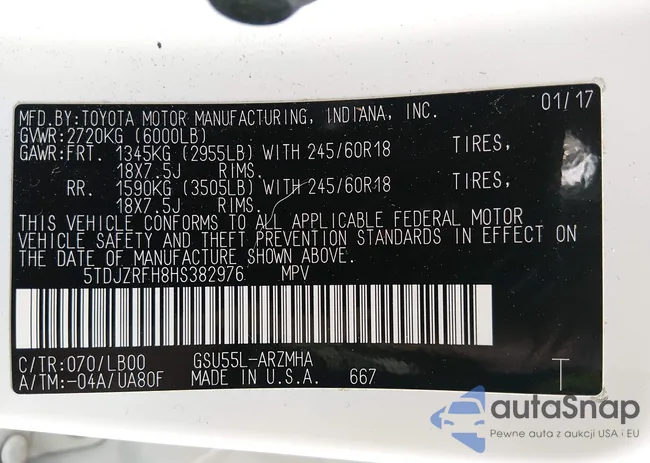 01/17
MFD.BY:TOYOTA MOTOR MANUFACTURING, INDIANA, INC.
GVWR:2720KG (6000LB)
GAWR:FRT. 1345KG (2955LB) WITH 245/60R18 TIRES,
18X7.5J RIMS.
RR. 1590KG (3505LB) WITH 245/60R18 TIRES,
18X7.5J RIMS.
THIS VEHICLE CONFORMS TO ALL APPLICABLE FEDERAL MOTOR
VEHICLE SAFETY AND THEFT PREVENTION STANDARDS IN EFFECT ON
THE DATE OF MANUFACTURE SHOWN ABOVE.
5TDJZRFH8HS382976 MPV
C/TR:070/LB00 GSU55L-ARZMHA
A/TM:-04A/UA80F MADE IN U.S.A. 667 T
autaSnap
Pewne auta z aukcji USA i EU